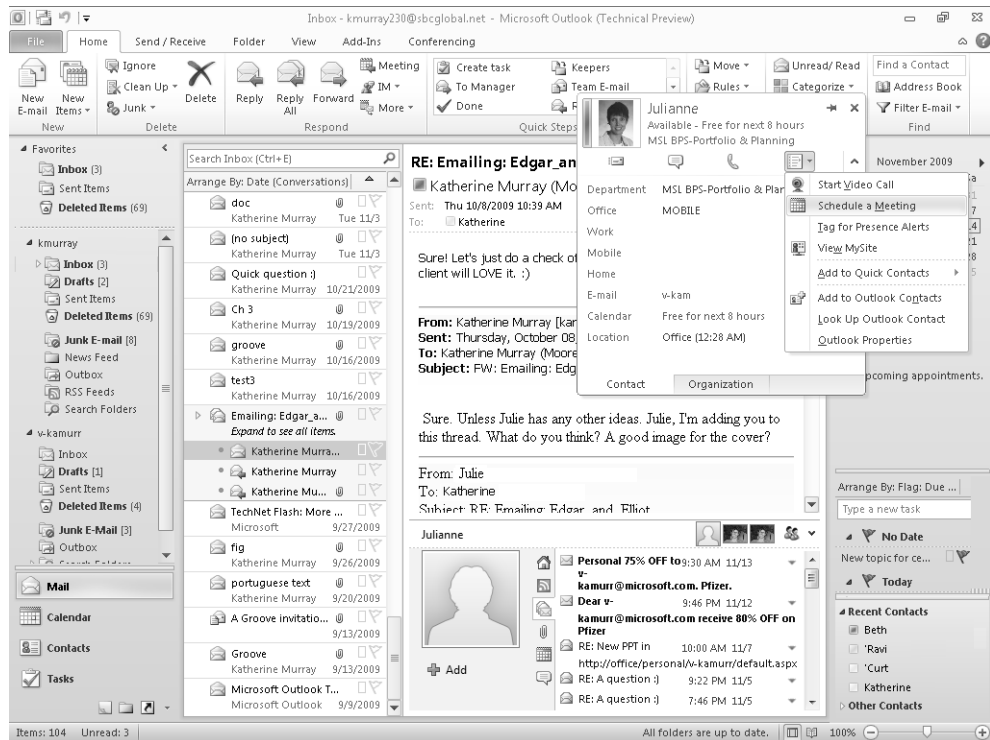 Inbox - kmurray230@sbcglobal.net - Microsoft Outlook (Technical Preview)
File Home Send / Receive Folder View Add-Ins Conferencing
New E-mail
New Items
New
Ignore
Clean Up
Junk
Delete
Delete
Reply
Reply All
Forward
Meeting
IM
More
Respond
Create task
To Manager
Done
Keepers
Team E-mail
Quick Steps
Move
Rules
Unread/ Read
Categorize
Find a Contact
Address Book
Filter E-mail
Find
Favorites
Inbox (3)
Sent Items
Deleted Items (69)
kmurray
Inbox (3)
Drafts [2]
Sent Items
Deleted Items (69)
Junk E-mail [8]
News Feed
Outbox
RSS Feeds
Search Folders
v-kamurr
Inbox
Drafts [1]
Sent Items
Deleted Items (4)
Junk E-Mail [3]
Outbox
Search Folders
Mail
Calendar
Contacts
Tasks
Search Inbox (Ctrl+E)
Arrange By: Date (Conversations)
doc
Katherine Murray Tue 11/3
(no subject)
Katherine Murray Tue 11/3
Quick question :)
Katherine Murray 10/21/2009
Ch 3
Katherine Murray 10/19/2009
groove
Katherine Murray 10/16/2009
test3
Katherine Murray 10/16/2009
Emailing: Edgar_a...
Expand to see all items.
Katherine Murra...
Katherine Murray
Katherine Mu...
TechNet Flash: More ...
Microsoft 9/27/2009
fig
Katherine Murray 9/26/2009
portuguese text
Katherine Murray 9/20/2009
A Groove invitatio...
9/13/2009
Groove
Katherine Murray 9/13/2009
Microsoft Outlook T...
Microsoft Outlook 9/9/2009
RE: Emailing: Edgar_an
Katherine Murray (Mo
Sent: Thu 10/8/2009 10:39 AM
To: Katherine
Sure! Let's just do a check of
client will LOVE it. :)
From: Katherine Murray [kar
Sent: Thursday, October 08,
To: Katherine Murray (Moore
Subject: FW: Emailing: Edg
Sure. Unless Julie has any other ideas. Julie, I'm adding you to
this thread. What do you think? A good image for the cover?
From: Julie
To: Katherine
Subject: RE: Emailing: Edgar_and_Elliot
Julianne
Add
Personal 75% OFF to 9:30 AM 11/13
v-
kamurr@microsoft.com. Pfizer.
Dear v- 9:46 PM 11/12
kamurr@microsoft.com receive 80% OFF on
Pfizer
RE: New PPT in 10:00 AM 11/7
http://office/personal/v-kamurr/default.aspx
RE: A question :) 9:22 PM 11/5
RE: A question :) 7:46 PM 11/5
Julianne
Available - Free for next 8 hours
MSL BPS-Portfolio & Planning
Department MSL BPS-Portfolio & Plar
Office MOBILE
Work
Mobile
Home
E-mail v-kam
Calendar Free for next 8 hours
Location Office (12:28 AM)
Contact Organization
Start Video Call
Schedule a Meeting
Tag for Presence Alerts
View MySite
Add to Quick Contacts
Add to Outlook Contacts
Look Up Outlook Contact
Outlook Properties
November 2009
Sa
31
7
14
21
28
5
pcoming appointments.
Arrange By: Flag: Due ...
Type a new task
No Date
New topic for ce...
Today
Recent Contacts
Beth
'Ravi
'Curt
Katherine
Other Contacts
Items: 104 Unread: 3
All folders are up to date.
100%